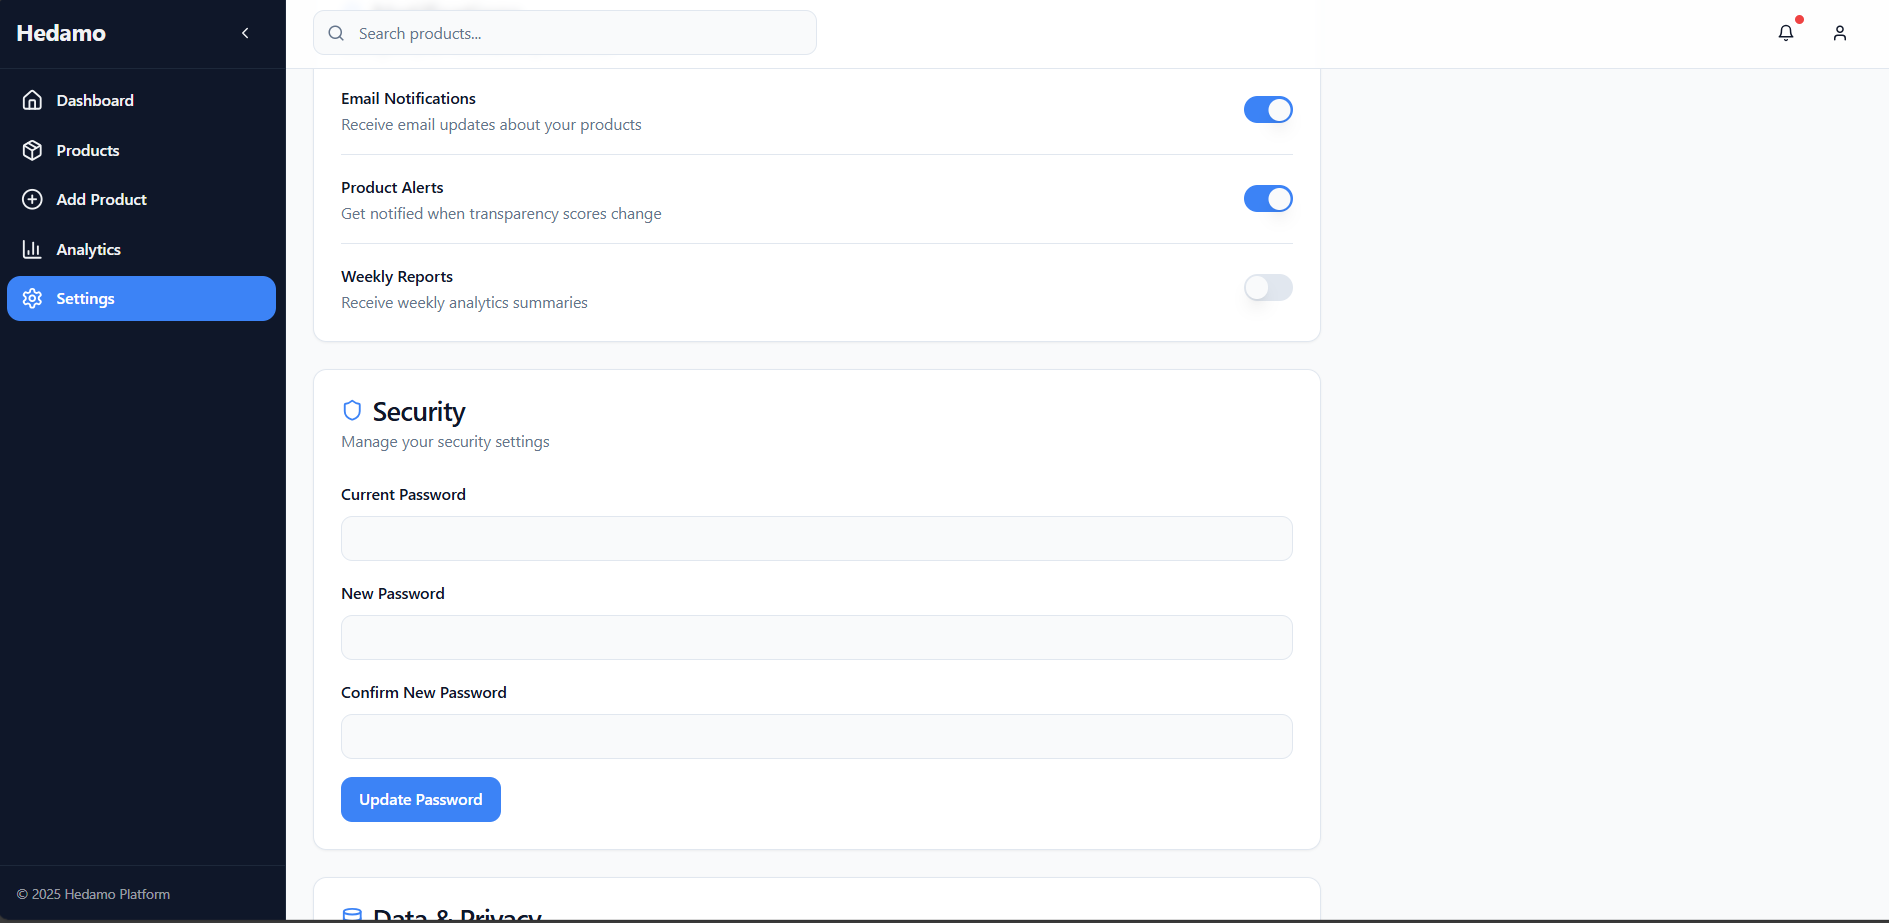 Hedamo
Search products...
Dashboard
Products
Add Product
Analytics
Settings
Email Notifications
Receive email updates about your products
Product Alerts
Get notified when transparency scores change
Weekly Reports
Receive weekly analytics summaries
Security
Manage your security settings
Current Password
New Password
Confirm New Password
Update Password
Data & Privacy
© 2025 Hedamo Platform